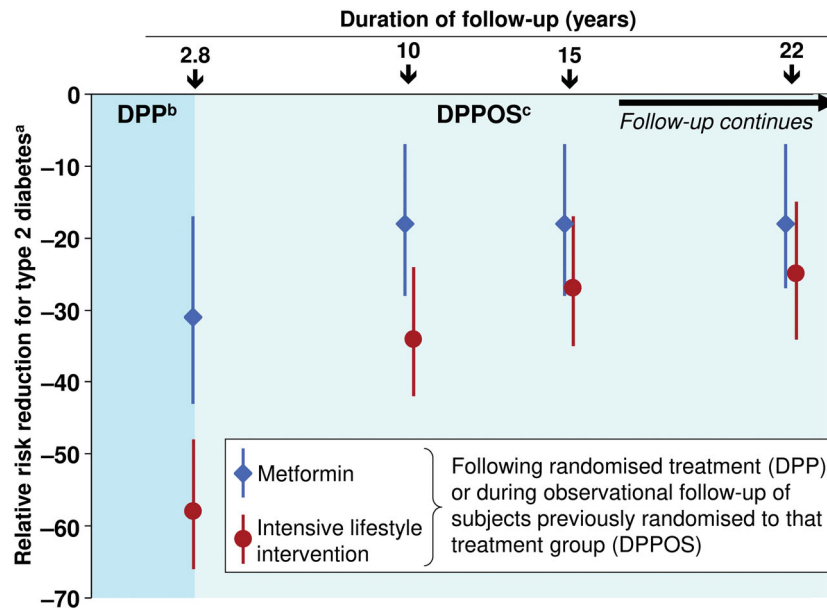 Duration of follow-up (years)
2.8 10 15 22
0
−10
−20
−30
−40
−50
−60
−70
Relative risk reduction for type 2 diabetesᵃ
DPPᵇ
DPPOSᶜ
Follow-up continues
Metformin
Intensive lifestyle
intervention
Following randomised treatment (DPP)
or during observational follow-up of
subjects previously randomised to that
treatment group (DPPOS)